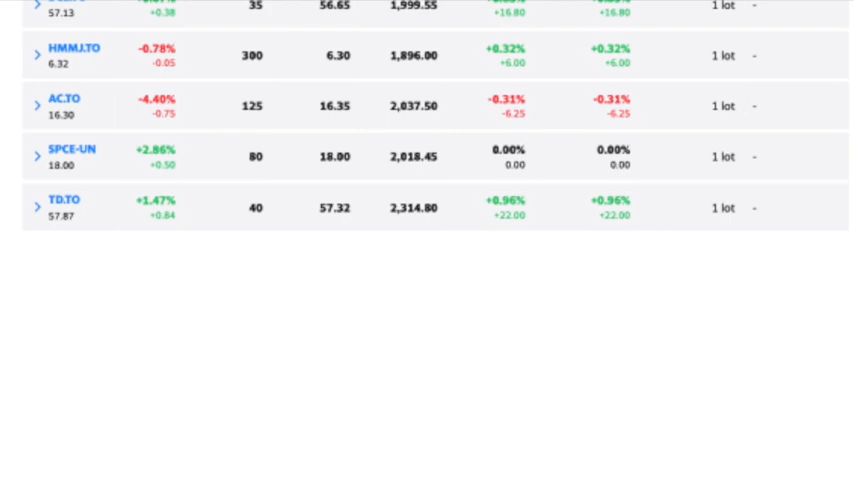 57.13 +0.38 35 56.65 1,999.55 +16.80 +16.80 1 lot -
HMMJ.TO -0.78% 300 6.30 1,896.00 +0.32% +0.32% 1 lot -
6.32 -0.05 +6.00 +6.00
AC.TO -4.40% 125 16.35 2,037.50 -0.31% -0.31% 1 lot -
16.30 -0.75 -6.25 -6.25
SPCE-UN +2.86% 80 18.00 2,018.45 0.00% 0.00% 1 lot -
18.00 +0.50 0.00 0.00
TD.TO +1.47% 40 57.32 2,314.80 +0.96% +0.96% 1 lot -
57.87 +0.84 +22.00 +22.00